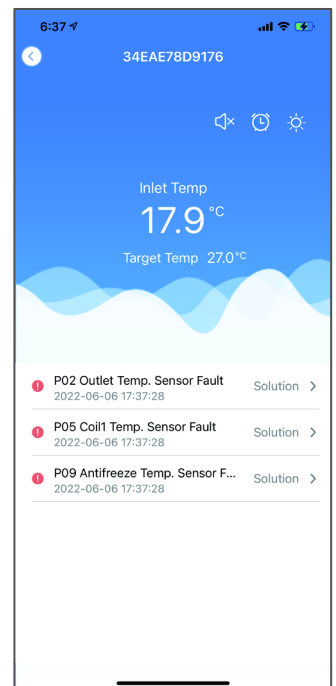 6:37
34EAE78D9176
Inlet Temp
17.9°C
Target Temp 27.0°C
P02 Outlet Temp. Sensor Fault
2022-06-06 17:37:28
Solution
P05 Coil1 Temp. Sensor Fault
2022-06-06 17:37:28
Solution
P09 Antifreeze Temp. Sensor F...
2022-06-06 17:37:28
Solution